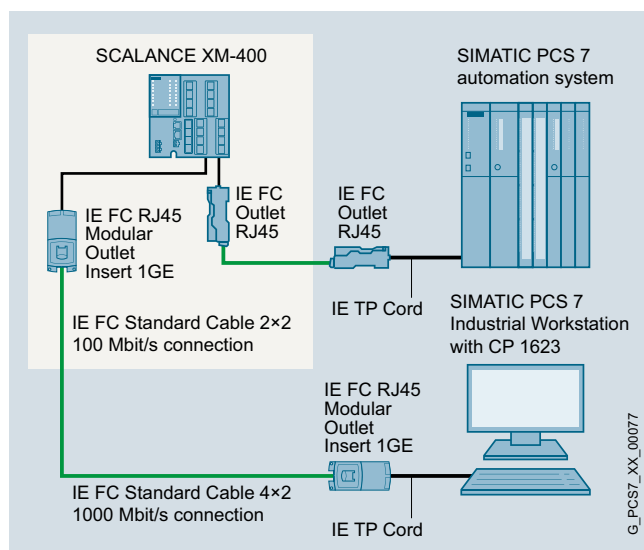 SCALANCE XM-400
SIMATIC PCS 7
automation system
IE FC
Outlet
RJ45
IE FC
Outlet
RJ45
IE FC RJ45
Modular
Outlet
Insert 1GE
IE TP Cord
IE FC Standard Cable 2×2
100 Mbit/s connection
SIMATIC PCS 7
Industrial Workstation
with CP 1623
IE FC RJ45
Modular
Outlet
Insert 1GE
IE FC Standard Cable 4×2
1000 Mbit/s connection
IE TP Cord
G_PCS7_XX_00077